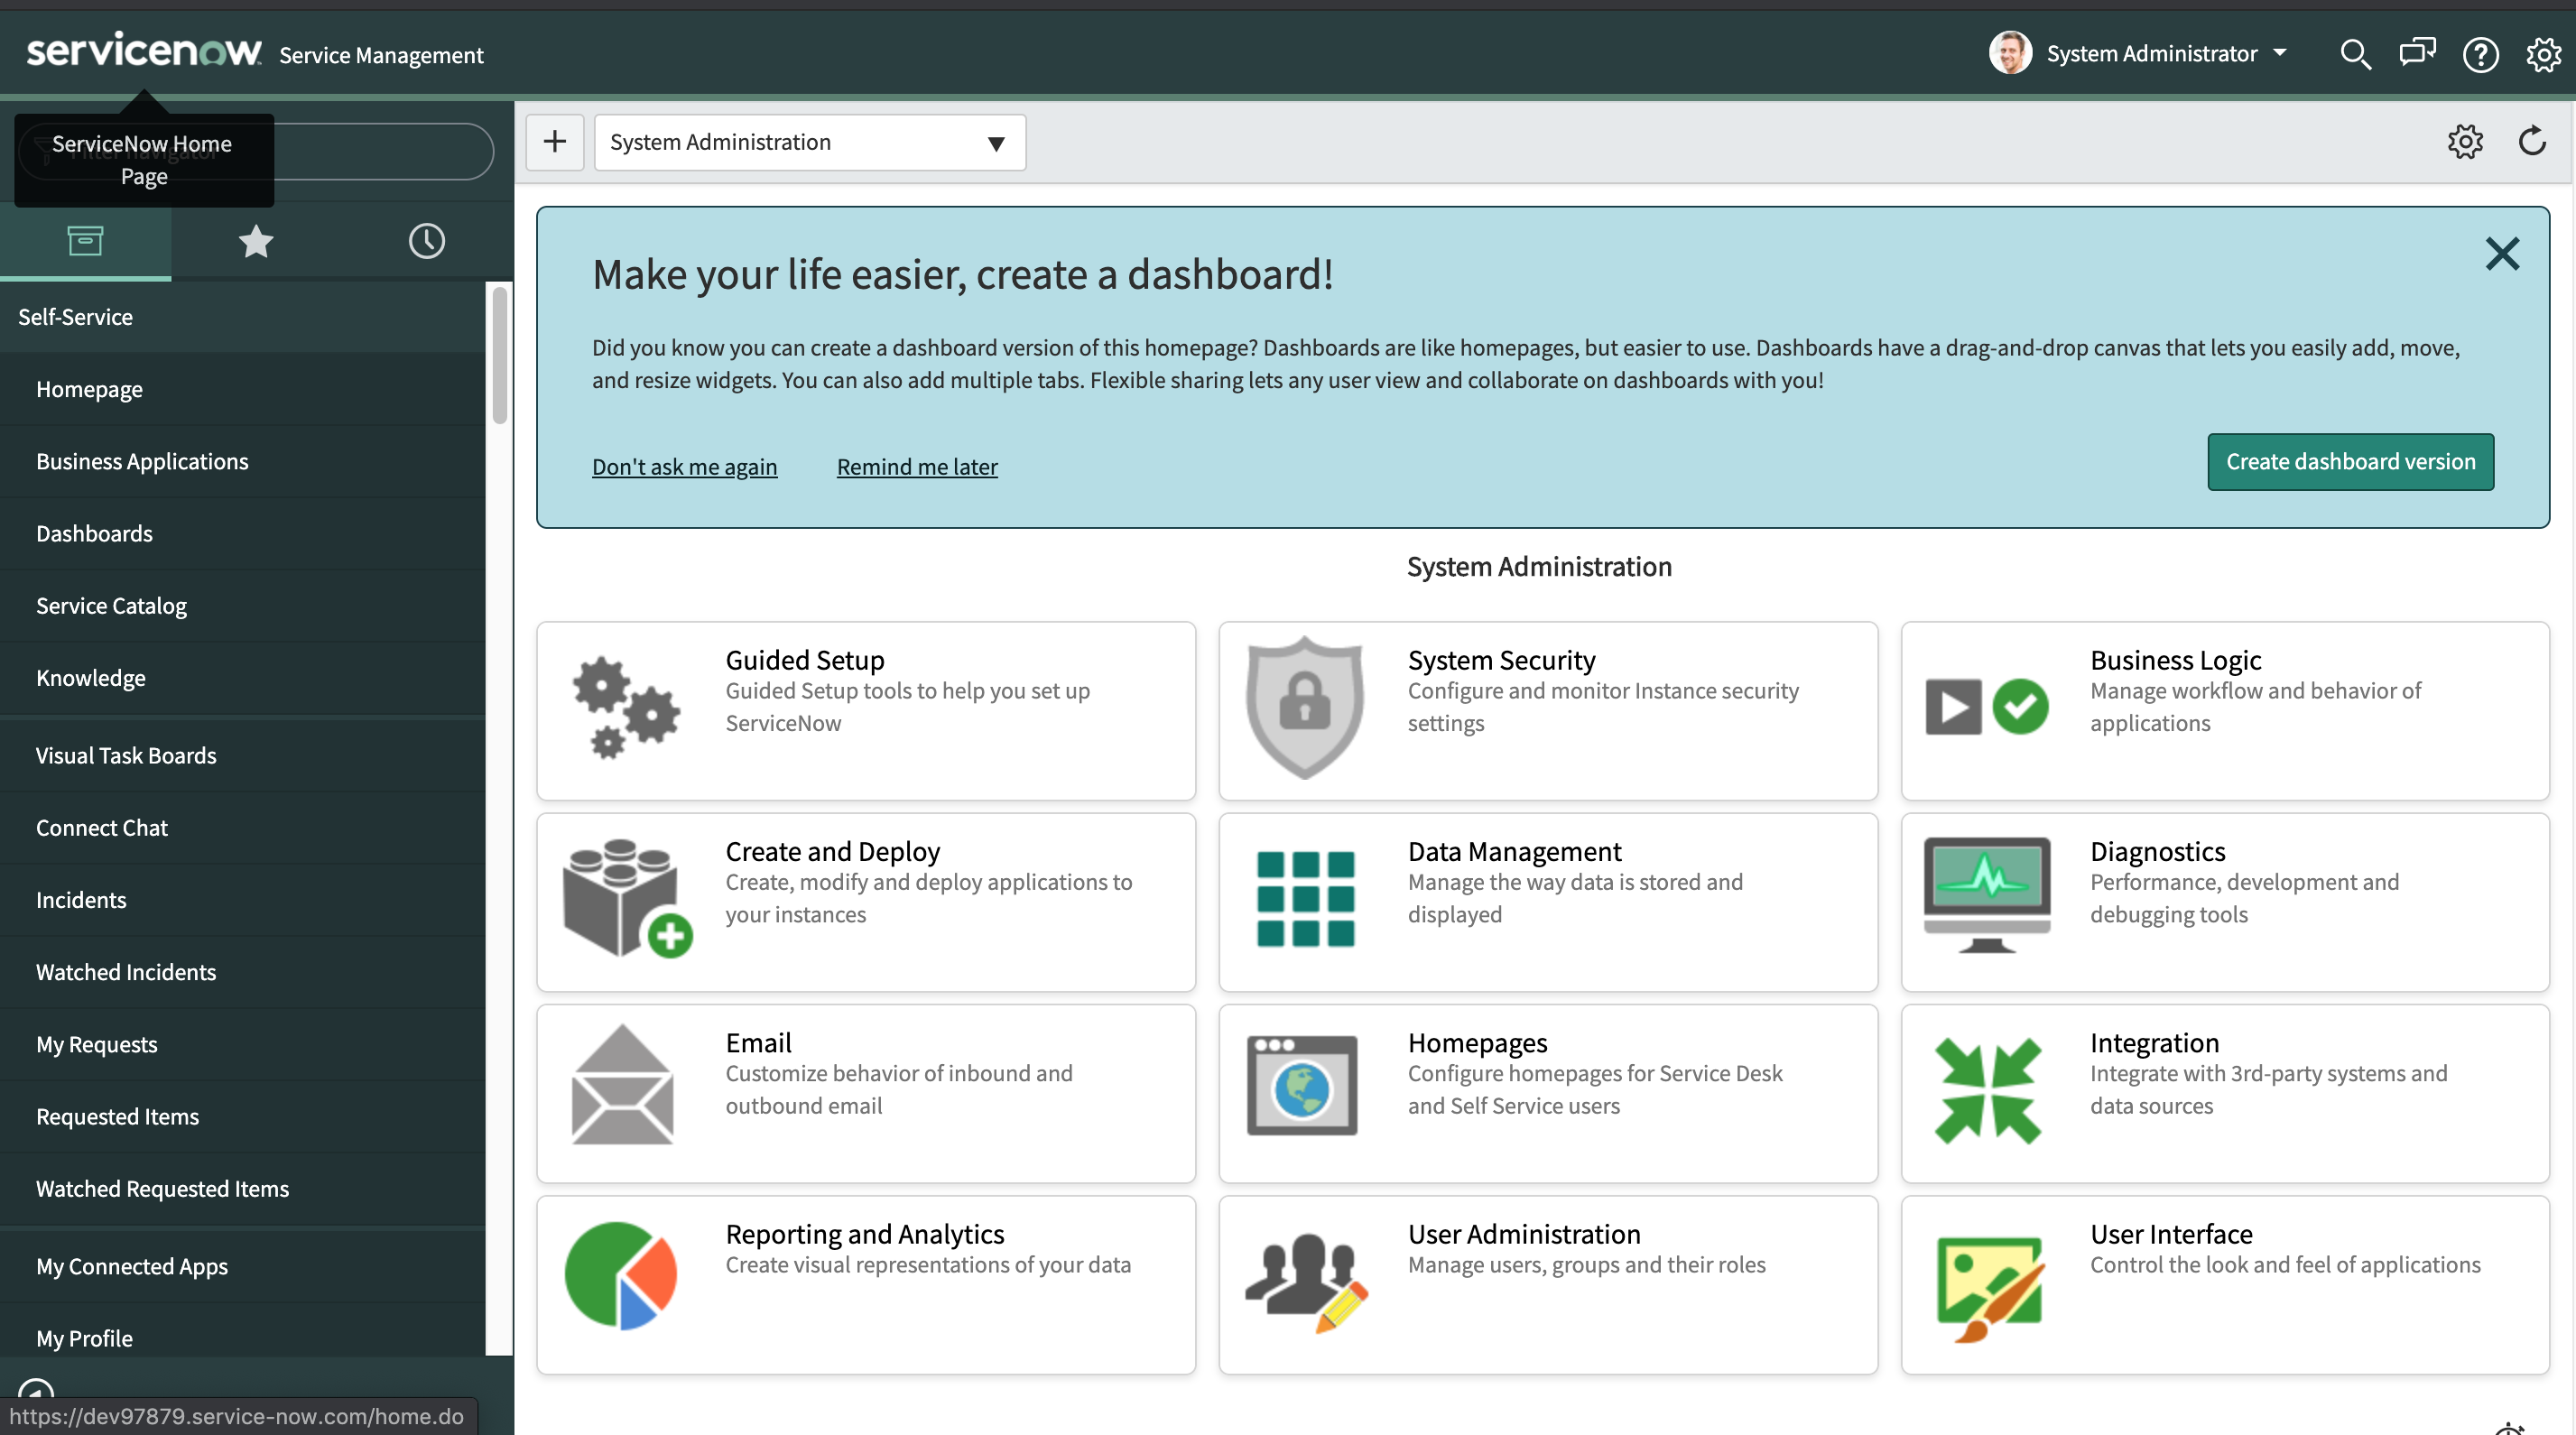 servicenow Service Management
System Administrator
ServiceNow Home
Page
System Administration
Make your life easier, create a dashboard!
Did you know you can create a dashboard version of this homepage? Dashboards are like homepages, but easier to use. Dashboards have a drag-and-drop canvas that lets you easily add, move,
and resize widgets. You can also add multiple tabs. Flexible sharing lets any user view and collaborate on dashboards with you!
Don't ask me again
Remind me later
Create dashboard version
Self-Service
Homepage
Business Applications
Dashboards
Service Catalog
Knowledge
Visual Task Boards
Connect Chat
Incidents
Watched Incidents
My Requests
Requested Items
Watched Requested Items
My Connected Apps
My Profile
System Administration
Guided Setup
Guided Setup tools to help you set up
ServiceNow
System Security
Configure and monitor Instance security
settings
Business Logic
Manage workflow and behavior of
applications
Create and Deploy
Create, modify and deploy applications to
your instances
Data Management
Manage the way data is stored and
displayed
Diagnostics
Performance, development and
debugging tools
Email
Customize behavior of inbound and
outbound email
Homepages
Configure homepages for Service Desk
and Self Service users
Integration
Integrate with 3rd-party systems and
data sources
Reporting and Analytics
Create visual representations of your data
User Administration
Manage users, groups and their roles
User Interface
Control the look and feel of applications
https://dev97879.service-now.com/home.do